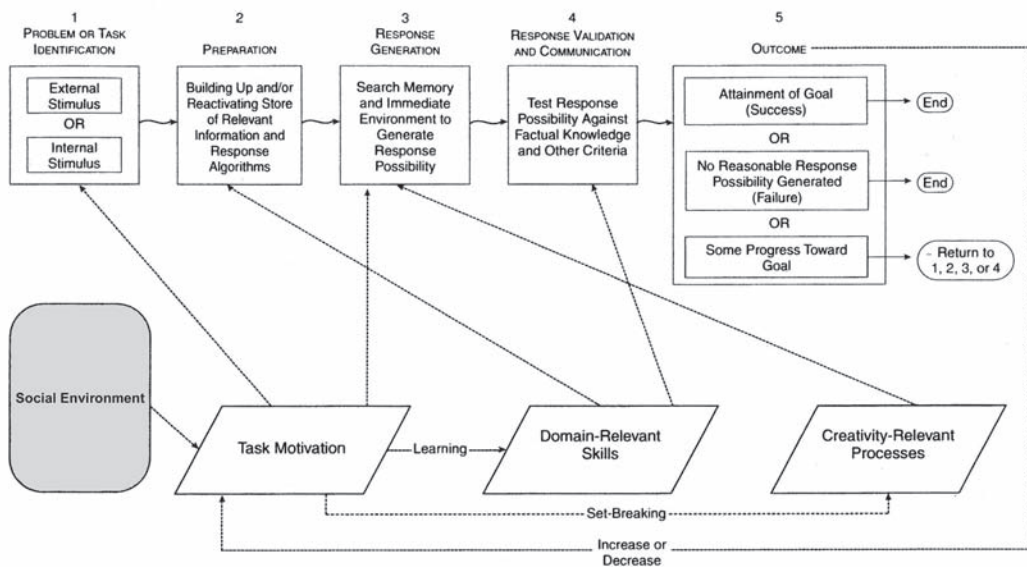 1
PROBLEM OR TASK
IDENTIFICATION
External
Stimulus
OR
Internal
Stimulus
2
PREPARATION
Building Up and/or
Reactivating Store
of Relevant
Information and
Response
Algorithms
3
RESPONSE
GENERATION
Search Memory
and Immediate
Environment to
Generate
Response
Possibility
4
RESPONSE VALIDATION
AND COMMUNICATION
Test Response
Possibility Against
Factual Knowledge
and Other Criteria
5
OUTCOME
Attainment of Goal
(Success)
End
OR
No Reasonable Response
Possibility Generated
(Failure)
End
OR
Some Progress Toward
Goal
Return to
1, 2, 3, or 4
Social Environment
Task Motivation
Learning
Domain-Relevant
Skills
Creativity-Relevant
Processes
Set-Breaking
Increase or
Decrease